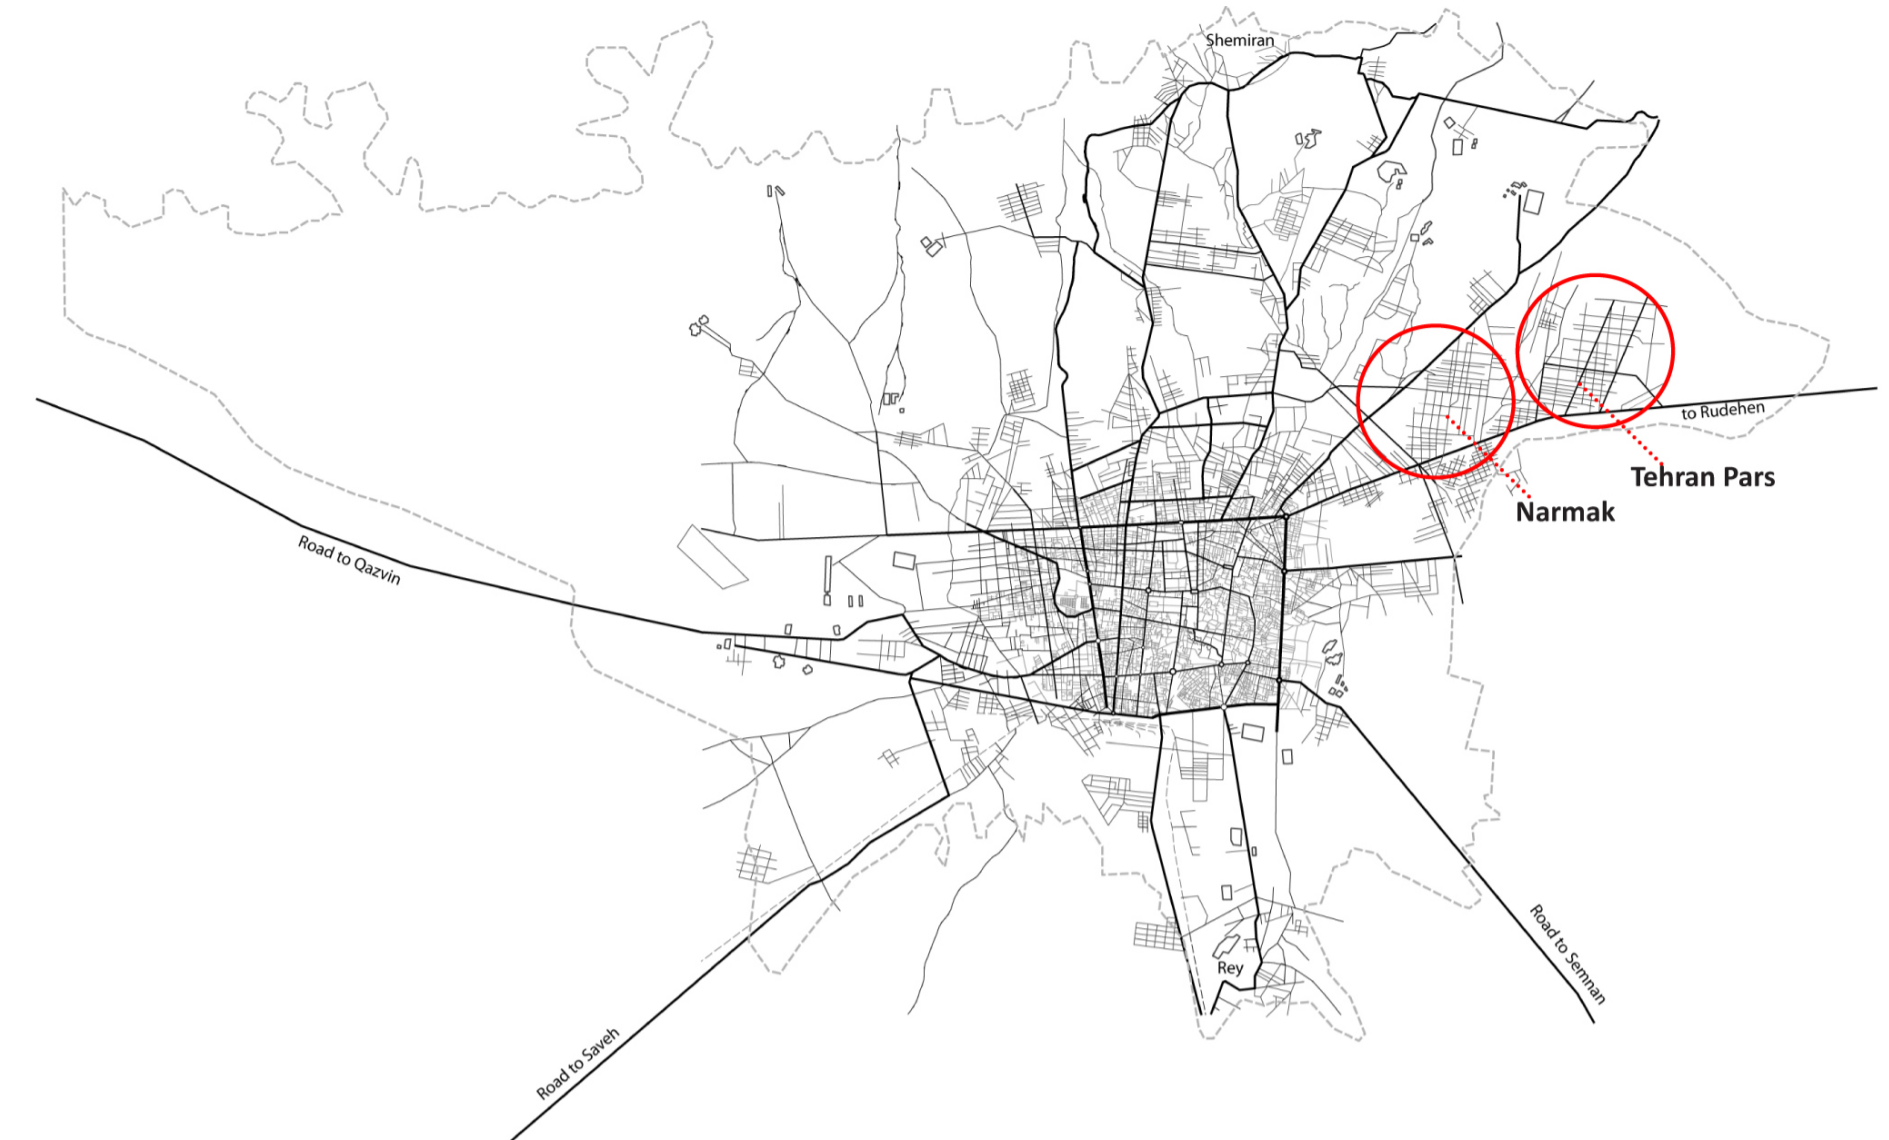 Shemiran
to Rudehen
Tehran Pars
Narmak
Road to Qazvin
Road to Semnan
Rey
Road to Saveh